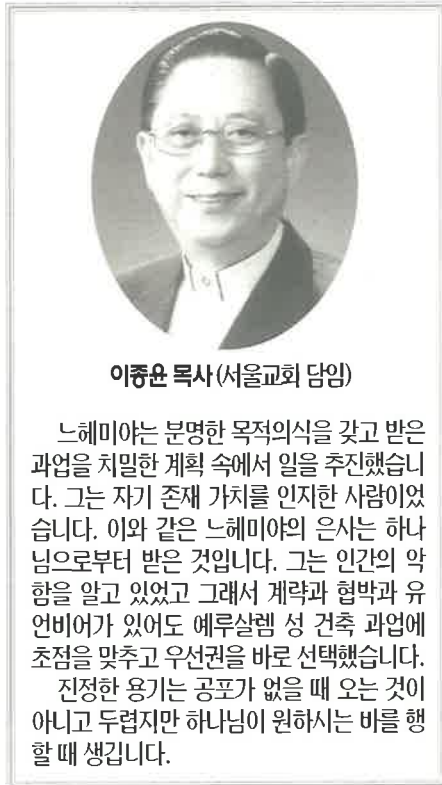 이종윤 목사 (서울교회 담임)
느헤미야는 분명한 목적의식을 갖고 받은
과업을 치밀한 계획 속에서 일을 추진했습니
다. 그는 자기 존재 가치를 인지한 사람이었
습니다. 이와 같은 느헤미야의 은사는 하나
님으로부터 받은 것입니다. 그는 인간의 악
함을 알고 있었고 그래서 계략과 협박과 유
언비어가 있어도 예루살렘 성 건축 과업에
초점을 맞추고 우선권을 바로 선택했습니다.
진정한 용기는 공포가 없을 때 오는 것이
아니고 두렵지만 하나님이 원하시는 바를 행
할 때 생깁니다.